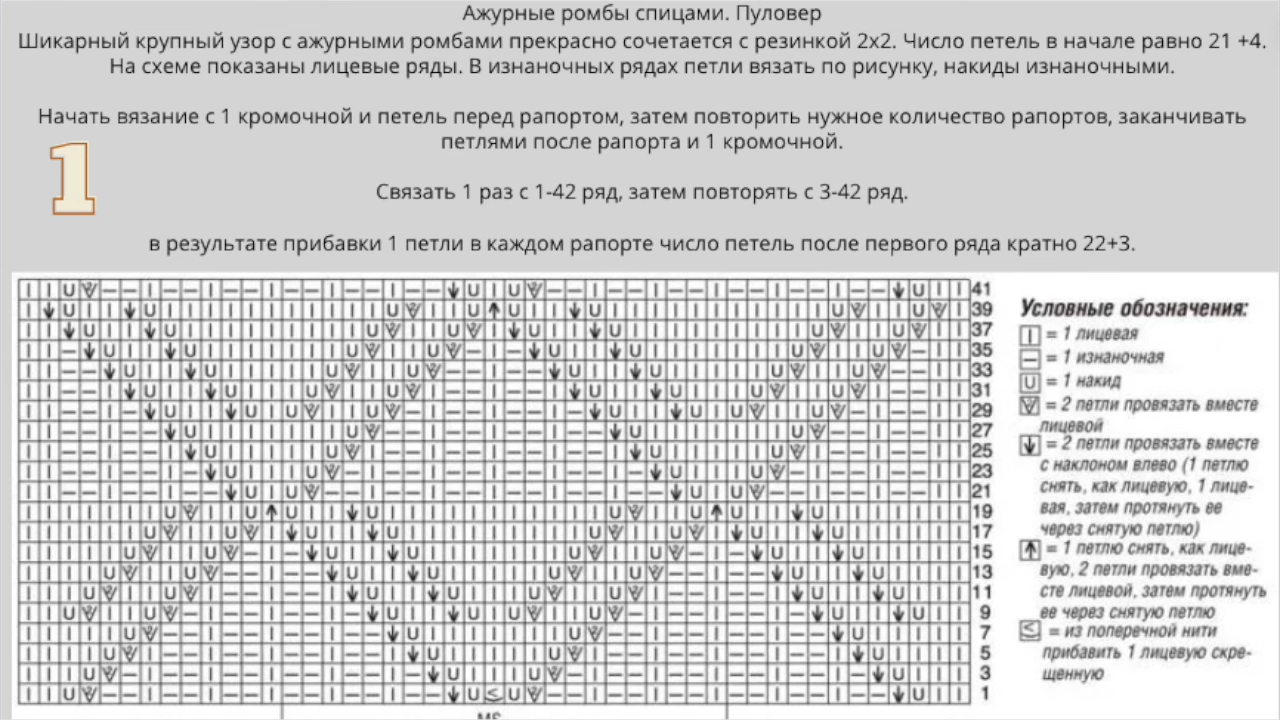 Ажурные ромбы спицами. Пуловер
Шикарный крупный узор с ажурными ромбами прекрасно сочетается с резинкой 2х2. Число петель в начале равно 21 +4.
На схеме показаны лицевые ряды. В изнаночных рядах петли вязать по рисунку, накиды изнаночными.
Начать вязание с 1 кромочной и петель перед рапортом, затем повторить нужное количество рапортов, заканчивать
петлями после рапорта и 1 кромочной.
1
Связать 1 раз с 1-42 ряд, затем повторять с 3-42 ряд.
в результате прибавки 1 петли в каждом рапорте число петель после первого ряда кратно 22+3.
41
39
37
35
33
31
29
27
25
23
21
19
17
15
13
11
9
7
5
3
1
Условные обозначения:
= 1 лицевая
= 1 изнаночная
= 1 накид
= 2 петли провязать вместе
лицевой
= 2 петли провязать вместе
с наклоном влево (1 петлю
снять, как лицевую, 1 лице-
вая, затем протянуть ее
через снятую петлю)
= 1 петлю снять, как лице-
вую, 2 петли провязать вме-
сте лицевой, затем протянуть
ее через снятую петлю
= из поперечной нити
прибавить 1 лицевую скре-
щенную